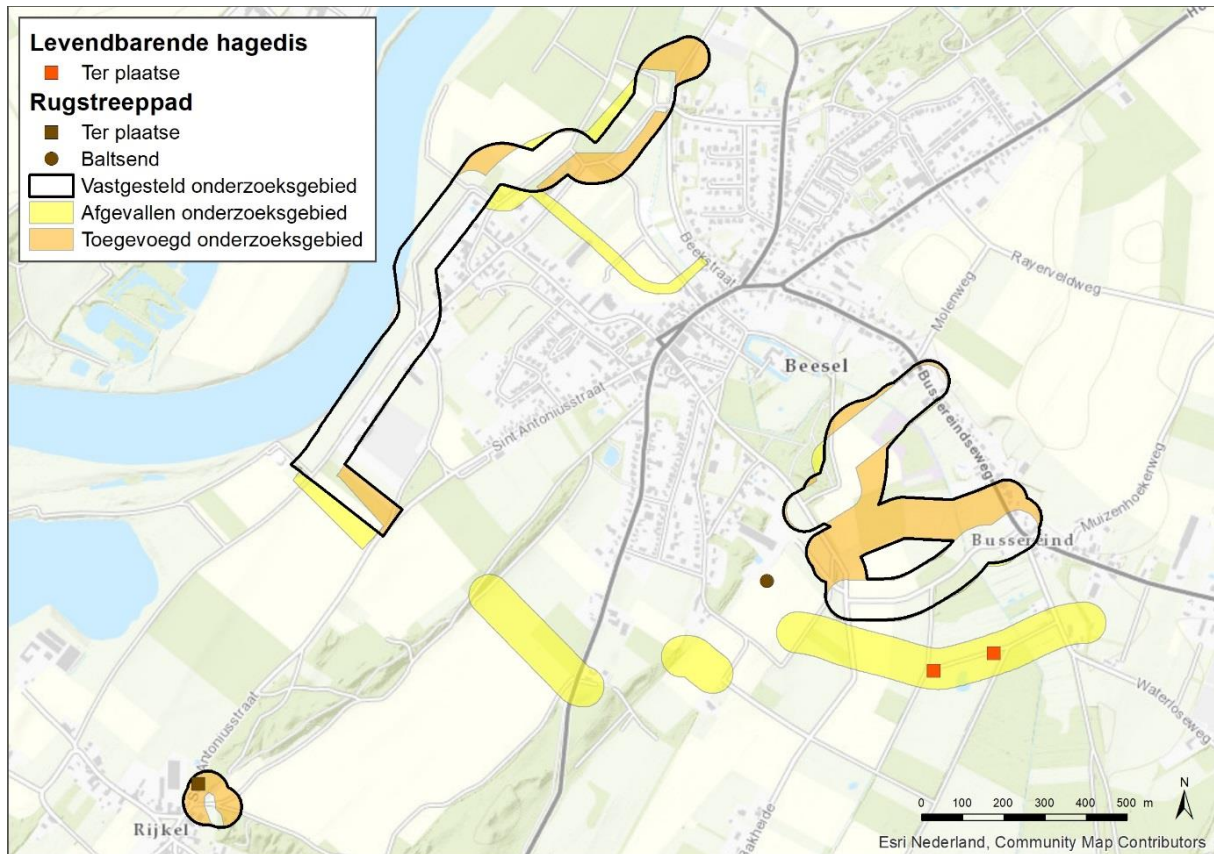 Levendbarende hagedis
Ter plaatse
Rugstreeppad
Ter plaatse
Baltsend
Vastgesteld onderzoeksgebied
Afgevallen onderzoeksgebied
Toegevoegd onderzoeksgebied
Beekstraat
Rayerveldweg
Molenweg
Beesel
Bussereindseweg
Sint Antoniusstraat
Muizenhoekerweg
Bussereind
Waterloseweg
Antoniusstraat
Rijkel
N
0 100 200 300 400 500 m
Esri Nederland, Community Map Contributors